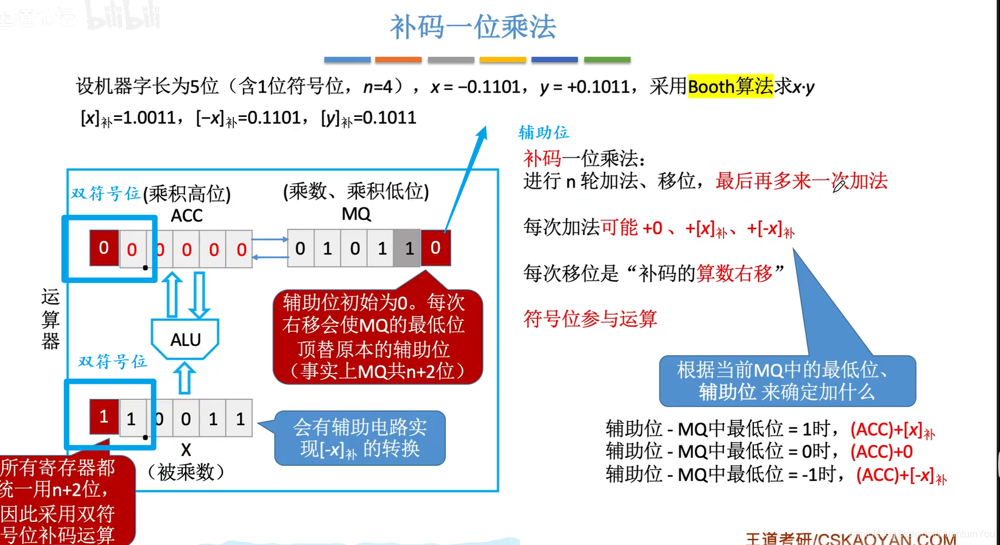 bilibili
补码一位乘法
设机器字长为5位（含1位符号位，n=4），x = −0.1101，y = +0.1011，采用Booth算法求x·y
[x]补=1.0011，[−x]补=0.1101，[y]补=0.1011
辅助位
补码一位乘法：
进行 n 轮加法、移位，最后再多来一次加法
每次加法可能 +0 、+[x]补、+[-x]补
每次移位是“补码的算数右移”
符号位参与运算
根据当前MQ中的最低位、
辅助位 来确定加什么
辅助位 - MQ中最低位 = 1时，(ACC)+[x]补
辅助位 - MQ中最低位 = 0时，(ACC)+0
辅助位 - MQ中最低位 = -1时，(ACC)+[-x]补
双符号位 (乘积高位)
ACC
(乘数、乘积低位)
MQ
0 0 0 0 0 0
0 1 0 1 1 0
运算器
ALU
辅助位初始为0。每次
右移会使MQ的最低位
顶替原本的辅助位
（事实上MQ共n+2位）
双符号位
1 1 0 0 1 1
X
（被乘数）
会有辅助电路实
现[-x]补 的转换
所有寄存器都
统一用n+2位，
因此采用双符
号位补码运算
王道考研/CSKAOYAN.COM